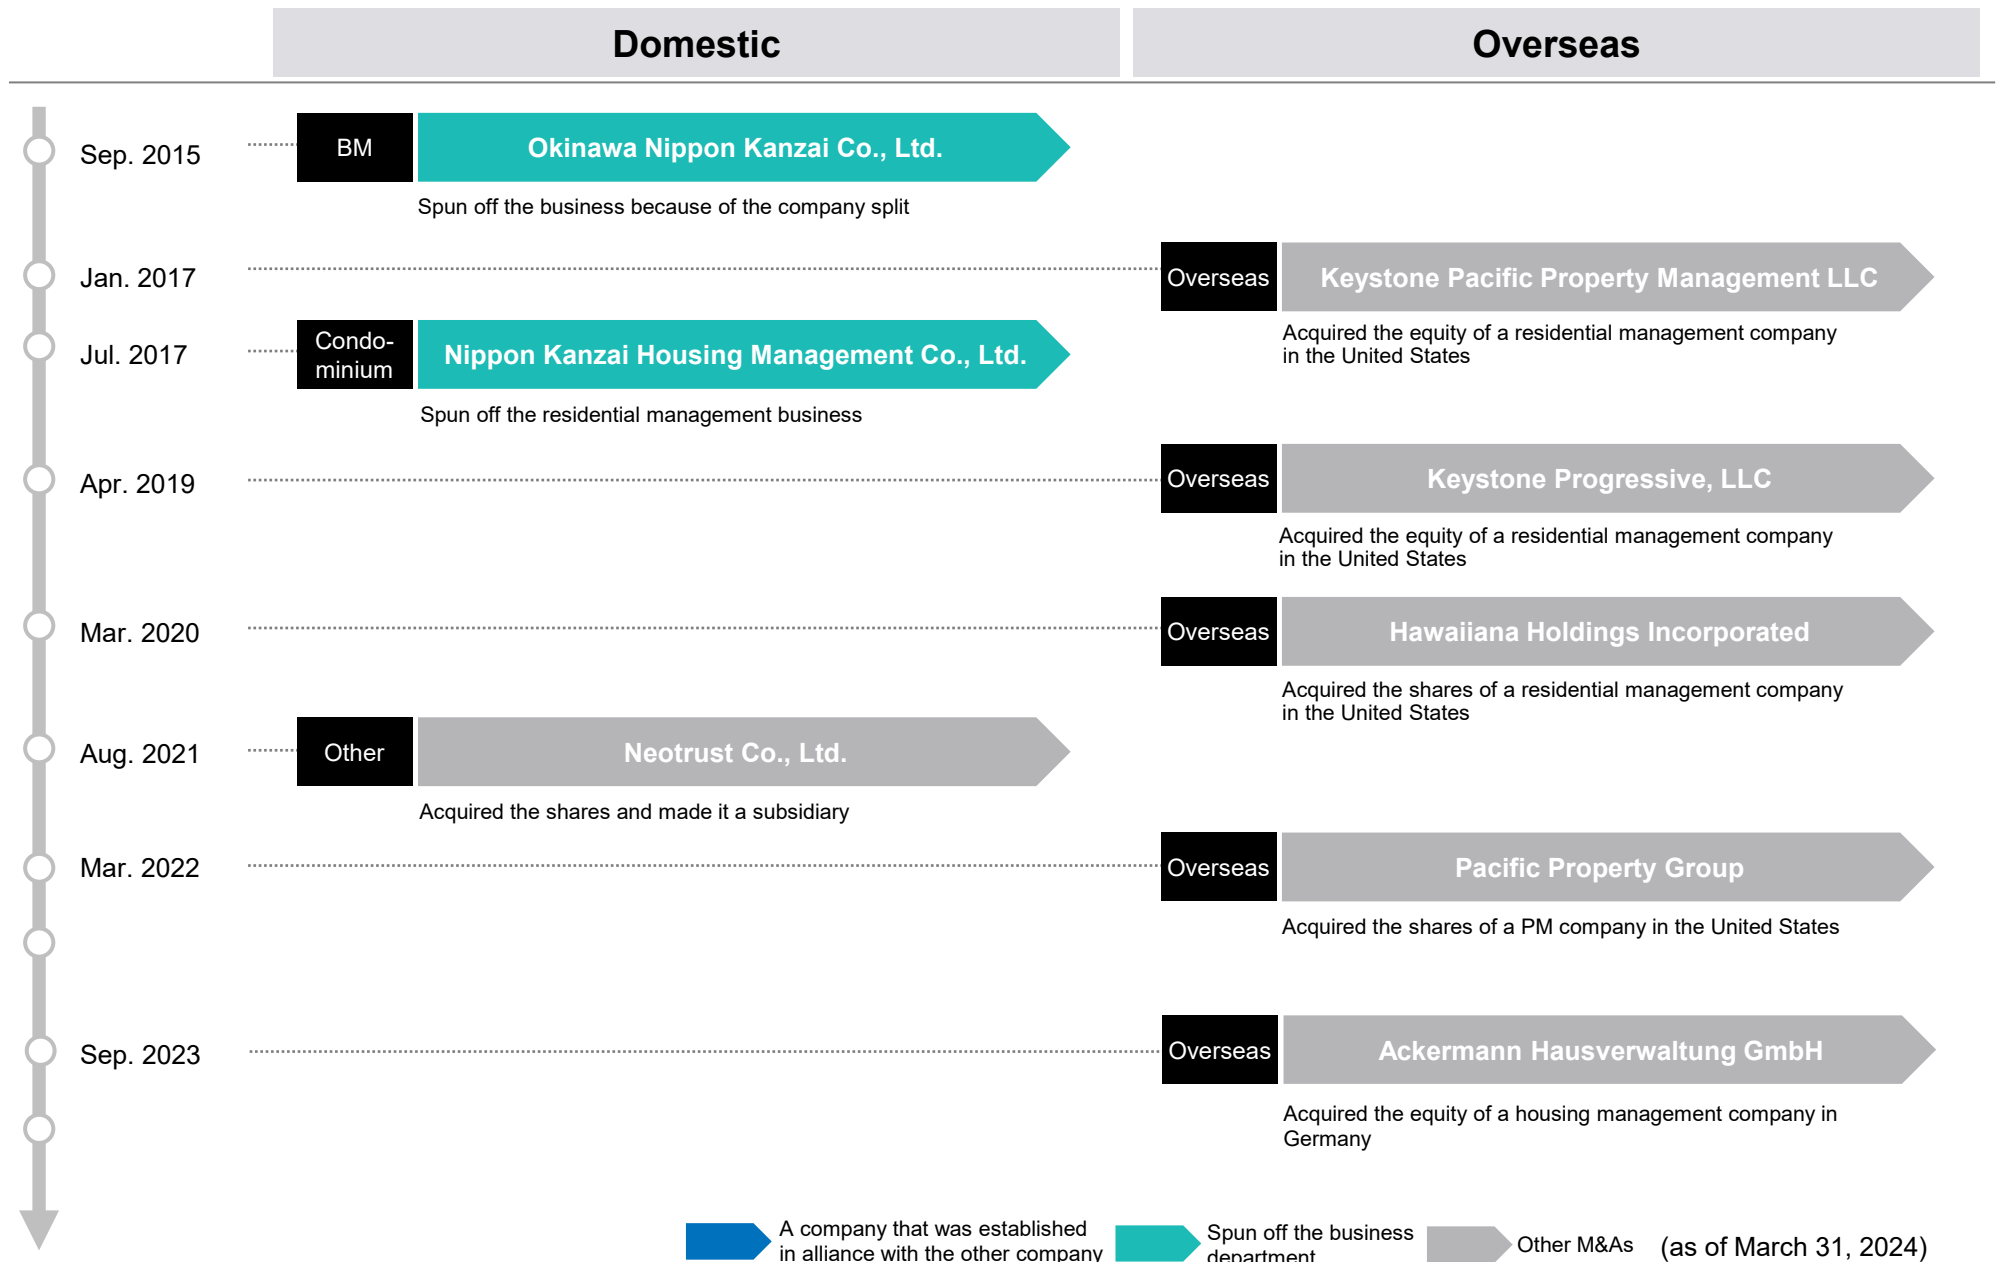 Domestic
Overseas
Sep. 2015
BM
Okinawa Nippon Kanzai Co., Ltd.
Spun off the business because of the company split
Jan. 2017
Overseas
Keystone Pacific Property Management LLC
Acquired the equity of a residential management company
in the United States
Jul. 2017
Condo-
minium
Nippon Kanzai Housing Management Co., Ltd.
Spun off the residential management business
Apr. 2019
Overseas
Keystone Progressive, LLC
Acquired the equity of a residential management company
in the United States
Mar. 2020
Overseas
Hawaiiana Holdings Incorporated
Acquired the shares of a residential management company
in the United States
Aug. 2021
Other
Neotrust Co., Ltd.
Acquired the shares and made it a subsidiary
Mar. 2022
Overseas
Pacific Property Group
Acquired the shares of a PM company in the United States
Sep. 2023
Overseas
Ackermann Hausverwaltung GmbH
Acquired the equity of a housing management company in
Germany
A company that was established
in alliance with the other company
Spun off the business
department
Other M&As
(as of March 31, 2024)